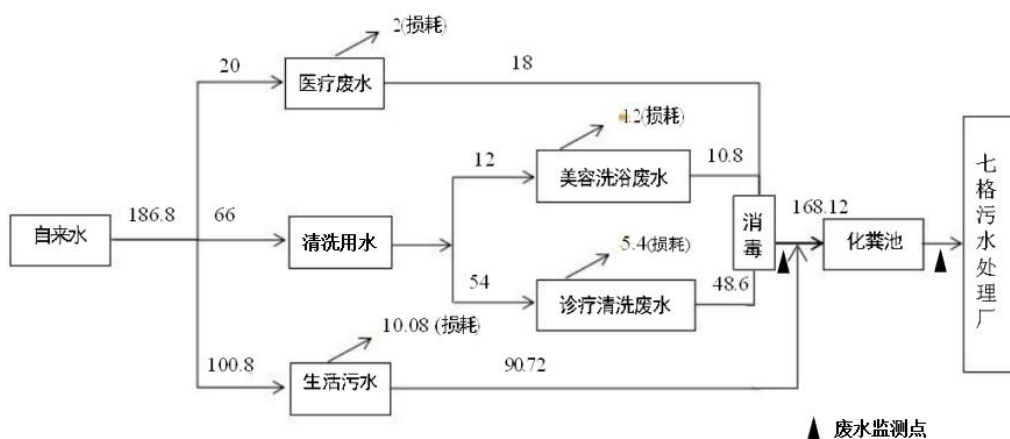 2(损耗)
20
医疗废水
18
1.2(损耗)
12
美容洗浴废水
10.8
自来水
186.8
66
清洗用水
消毒
168.12
化粪池
七格污水处理厂
5.4(损耗)
54
诊疗清洗废水
48.6
10.08 (损耗)
100.8
生活污水
90.72
▲ 废水监测点